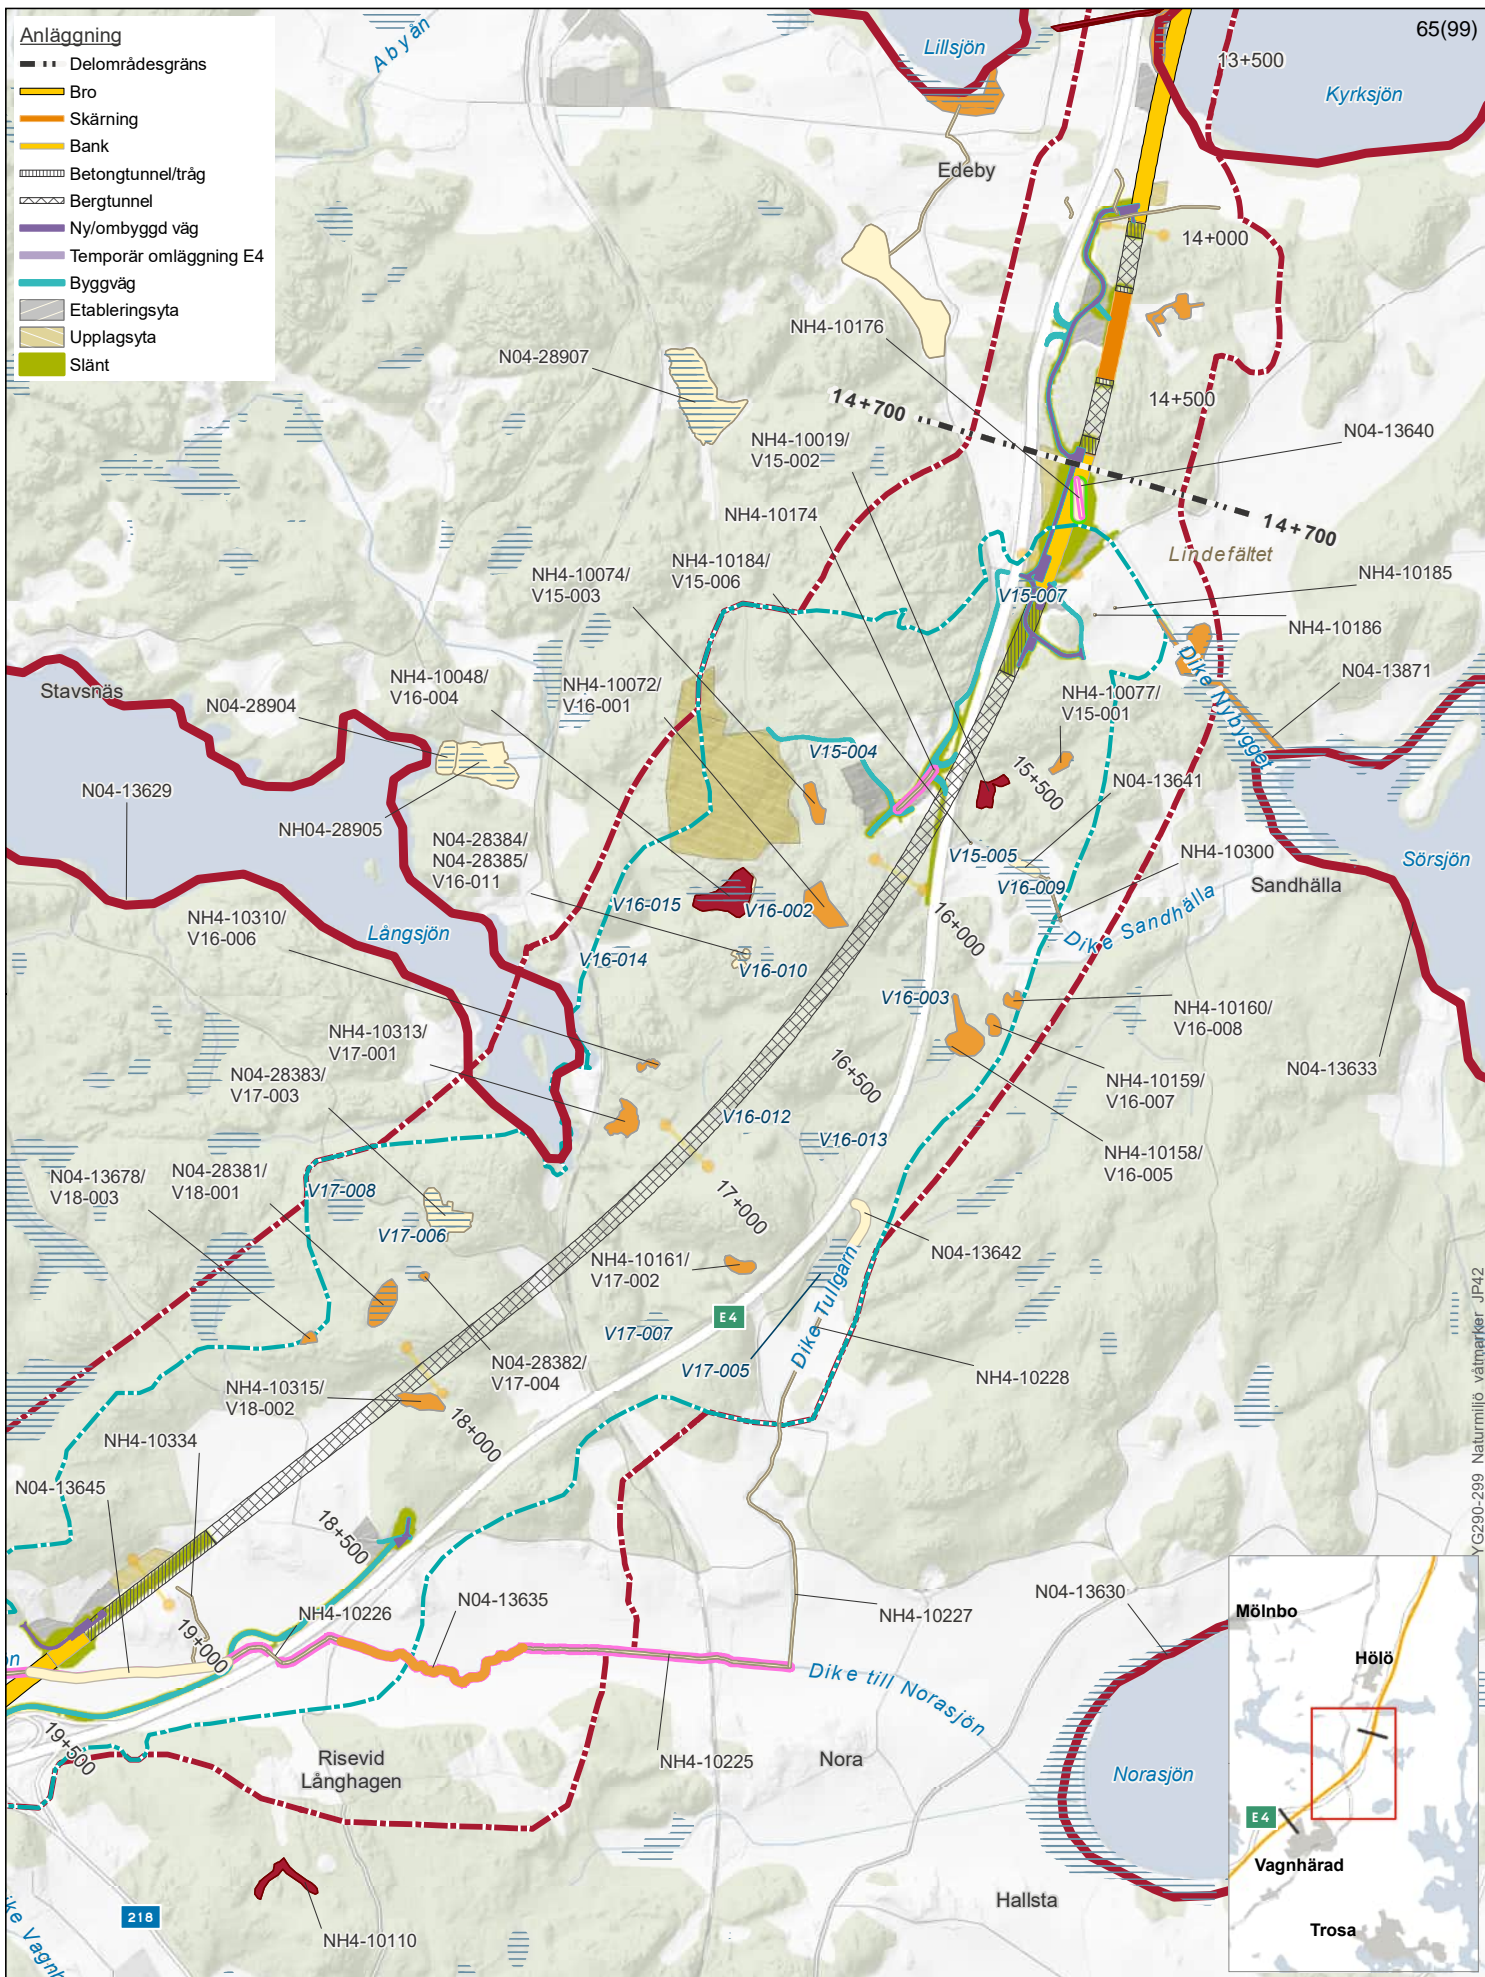 Anläggning
Delområdesgräns
Bro
Skärning
Bank
Betongtunnel/tråg
Bergtunnel
Ny/ombyggd väg
Temporär omläggning E4
Byggväg
Etableringsyta
Upplagsyta
Slänt
65(99)
Abyån
Lillsjön
13+500
Kyrksjön
Edeby
14+000
NH4-10176
N04-28907
14+700
14+500
NH4-10019/
V15-002
N04-13640
NH4-10174
14+700
Lindefältet
NH4-10184/
V15-006
NH4-10074/
V15-003
V15-007
NH4-10185
NH4-10186
Stavsnäs
N04-28904
NH4-10048/
V16-004
NH4-10072/
V16-001
NH4-10077/
V15-001
N04-13871
Dike Nybygget
V15-004
15+500
N04-13641
N04-13629
NH04-28905
N04-28384/
N04-28385/
V16-011
V15-005
NH4-10300
Sörsjön
V16-009
Sandhälla
V16-015
V16-002
NH4-10310/
V16-006
Långsjön
16+000
Dike Sandhälla
V16-014
V16-010
V16-003
NH4-10160/
V16-008
NH4-10313/
V17-001
N04-28383/
V17-003
16+500
N04-13633
NH4-10159/
V16-007
V16-012
V16-013
NH4-10158/
V16-005
N04-13678/
V18-003
N04-28381/
V18-001
V17-008
V17-006
17+000
NH4-10161/
V17-002
N04-13642
Dike Tullgarn
E4
V17-007
V17-005
N04-28382/
V17-004
NH4-10228
NH4-10315/
V18-002
18+000
NH4-10334
N04-13645
18+500
YG290-299 Naturmiljö våtmarker JP42
N04-13635
NH4-10226
NH4-10227
N04-13630
19+000
Dike till Norasjön
19+500
Risevid
Långhagen
NH4-10225
Nora
Norasjön
Hallsta
218
NH4-10110
Mölnbo
Hölö
E4
Vagnhärad
Trosa